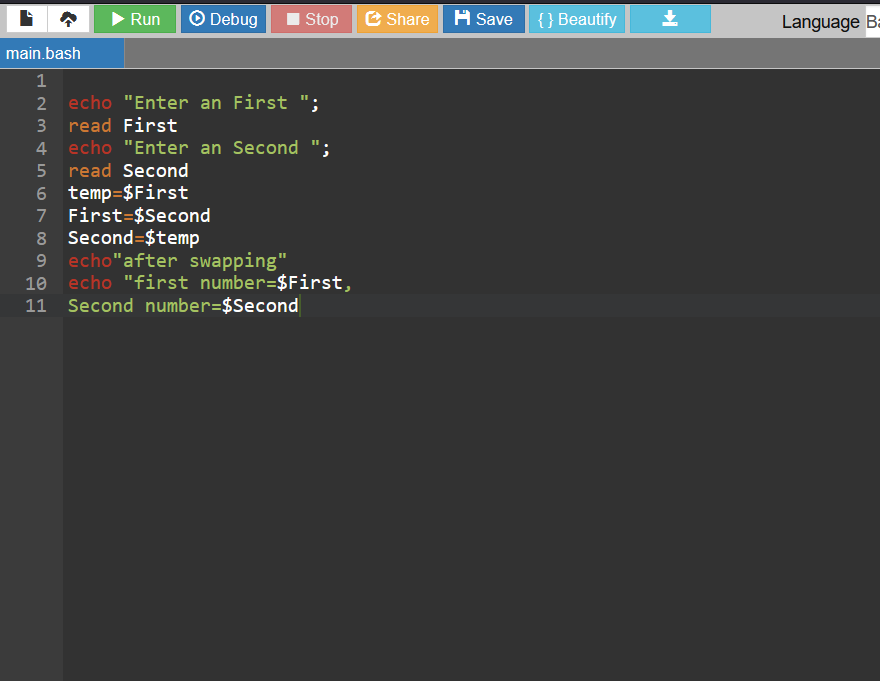 Run Debug Stop Share Save { } Beautify Language Ba
main.bash
1
2 echo "Enter an First ";
3 read First
4 echo "Enter an Second ";
5 read Second
6 temp=$First
7 First=$Second
8 Second=$temp
9 echo"after swapping"
10 echo "first number=$First,
11 Second number=$Second